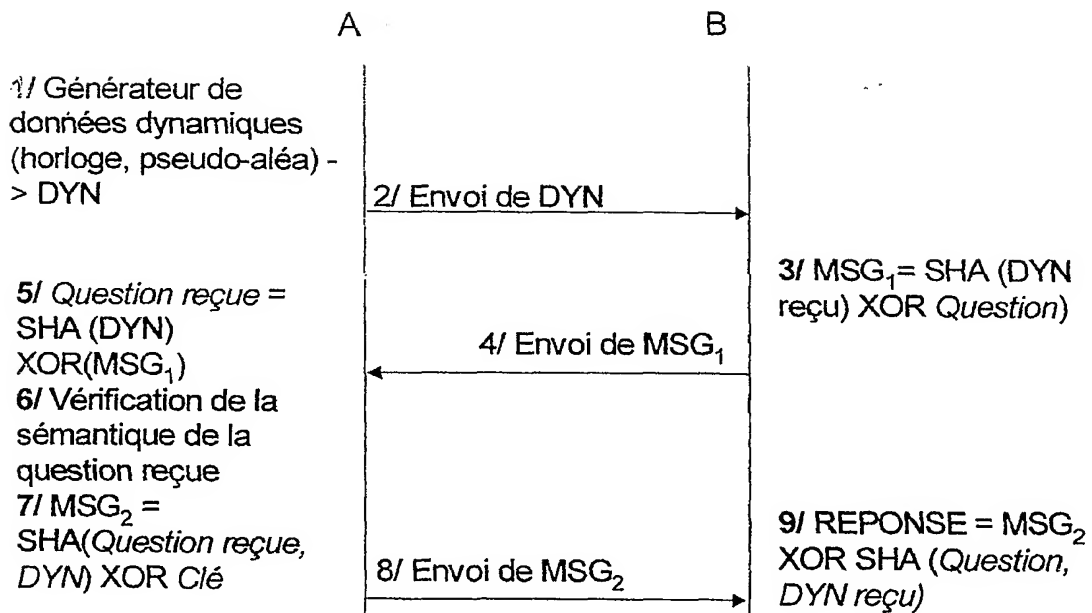 A
B
1/ Générateur de
données dynamiques
(horloge, pseudo-aléa) -
> DYN
2/ Envoi de DYN
3/ MSG₁= SHA (DYN
reçu) XOR Question)
5/ Question reçue =
SHA (DYN)
XOR(MSG₁)
4/ Envoi de MSG₁
6/ Vérification de la
sémantique de la
question reçue
7/ MSG₂ =
SHA(Question reçue,
DYN) XOR Clé
8/ Envoi de MSG₂
9/ REPONSE = MSG₂
XOR SHA (Question,
DYN reçu)